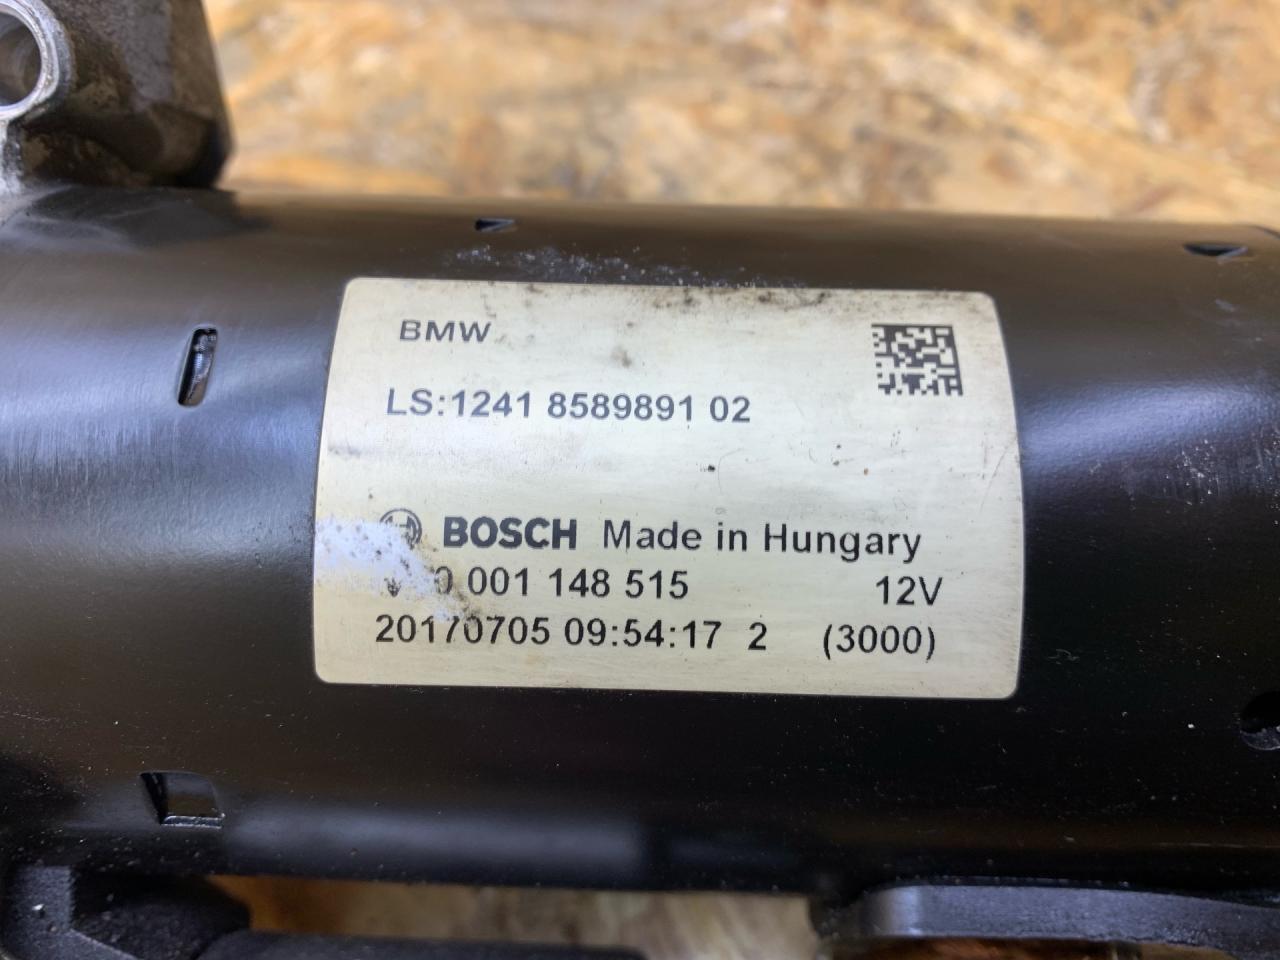 BMW
LS:1241 8589891 02
BOSCH Made in Hungary
0 001 148 515 12V
20170705 09:54:17 2 (3000)